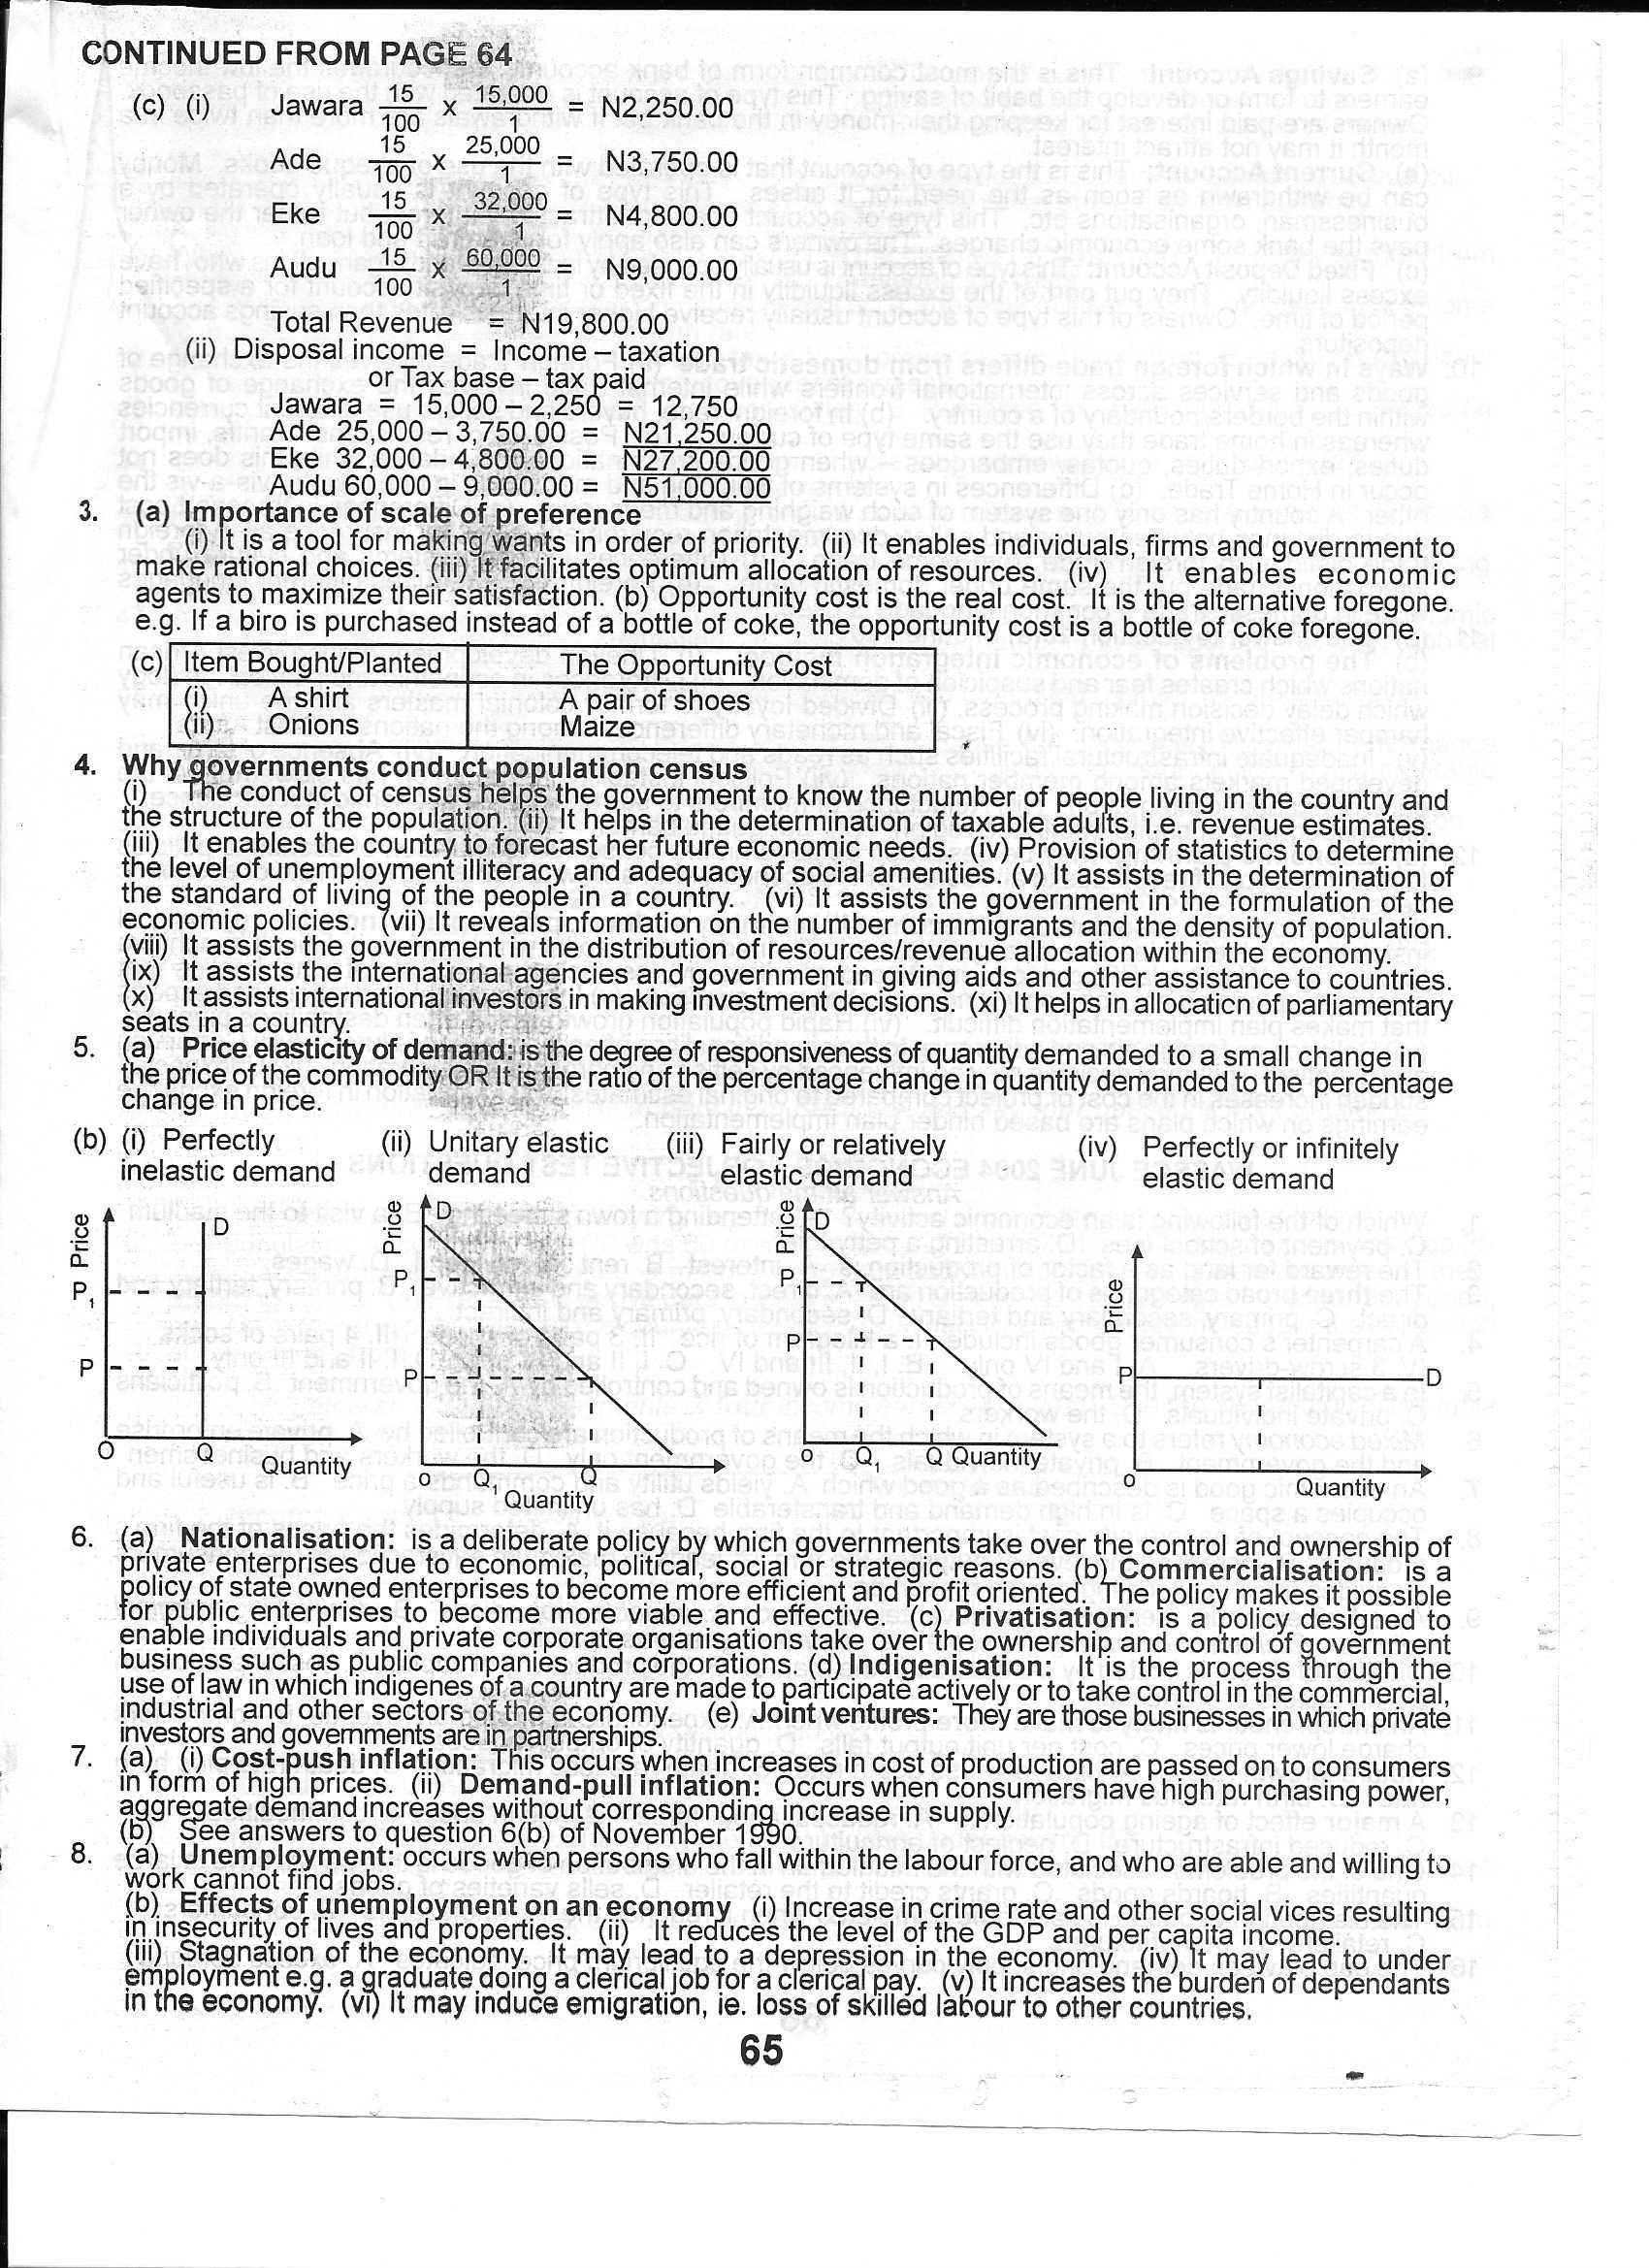 CONTINUED FROM PAGE 64
(c) (i) Jawara 15/100 x 15,000/1 = N2,250.00
Ade 15/100 x 25,000/1 = N3,750.00
Eke 15/100 x 32,000/1 = N4,800.00
Audu 15/100 x 60,000/1 = N9,000.00
Total Revenue = N19,800.00
(ii) Disposal income = Income – taxation
or Tax base – tax paid
Jawara = 15,000 – 2,250 = 12,750
Ade 25,000 – 3,750.00 = N21,250.00
Eke 32,000 – 4,800.00 = N27,200.00
Audu 60,000 – 9,000.00 = N51,000.00
3. (a) Importance of scale of preference
(i) It is a tool for making wants in order of priority. (ii) It enables individuals, firms and government to
make rational choices. (iii) It facilitates optimum allocation of resources. (iv) It enables economic
agents to maximize their satisfaction. (b) Opportunity cost is the real cost. It is the alternative foregone.
e.g. If a biro is purchased instead of a bottle of coke, the opportunity cost is a bottle of coke foregone.
(c) Item Bought/Planted The Opportunity Cost
(i) A shirt A pair of shoes
(ii) Onions Maize
4. Why governments conduct population census
(i) The conduct of census helps the government to know the number of people living in the country and
the structure of the population. (ii) It helps in the determination of taxable adults, i.e. revenue estimates.
(iii) It enables the country to forecast her future economic needs. (iv) Provision of statistics to determine
the level of unemployment illiteracy and adequacy of social amenities. (v) It assists in the determination of
the standard of living of the people in a country. (vi) It assists the government in the formulation of the
economic policies. (vii) It reveals information on the number of immigrants and the density of population.
(viii) It assists the government in the distribution of resources/revenue allocation within the economy.
(ix) It assists the international agencies and government in giving aids and other assistance to countries.
(x) It assists international investors in making investment decisions. (xi) It helps in allocation of parliamentary
seats in a country.
5. (a) Price elasticity of demand: is the degree of responsiveness of quantity demanded to a small change in
the price of the commodity OR It is the ratio of the percentage change in quantity demanded to the percentage
change in price.
(b) (i) Perfectly (ii) Unitary elastic (iii) Fairly or relatively (iv) Perfectly or infinitely
inelastic demand demand elastic demand elastic demand
Price D P1 P O Q Quantity
Price D P1 P o Q1 Q Quantity
Price D P1 P o Q1 Q Quantity
Price P D o Quantity
6. (a) Nationalisation: is a deliberate policy by which governments take over the control and ownership of
private enterprises due to economic, political, social or strategic reasons. (b) Commercialisation: is a
policy of state owned enterprises to become more efficient and profit oriented. The policy makes it possible
for public enterprises to become more viable and effective. (c) Privatisation: is a policy designed to
enable individuals and private corporate organisations take over the ownership and control of government
business such as public companies and corporations. (d) Indigenisation: It is the process through the
use of law in which indigenes of a country are made to participate actively or to take control in the commercial,
industrial and other sectors of the economy. (e) Joint ventures: They are those businesses in which private
investors and governments are in partnerships.
7. (a) (i) Cost-push inflation: This occurs when increases in cost of production are passed on to consumers
in form of high prices. (ii) Demand-pull inflation: Occurs when consumers have high purchasing power,
aggregate demand increases without corresponding increase in supply.
(b) See answers to question 6(b) of November 1990.
8. (a) Unemployment: occurs when persons who fall within the labour force, and who are able and willing to
work cannot find jobs.
(b) Effects of unemployment on an economy (i) Increase in crime rate and other social vices resulting
in insecurity of lives and properties. (ii) It reduces the level of the GDP and per capita income.
(iii) Stagnation of the economy. It may lead to a depression in the economy. (iv) It may lead to under
employment e.g. a graduate doing a clerical job for a clerical pay. (v) It increases the burden of dependants
in the economy. (vi) It may induce emigration, ie. loss of skilled labour to other countries.
65